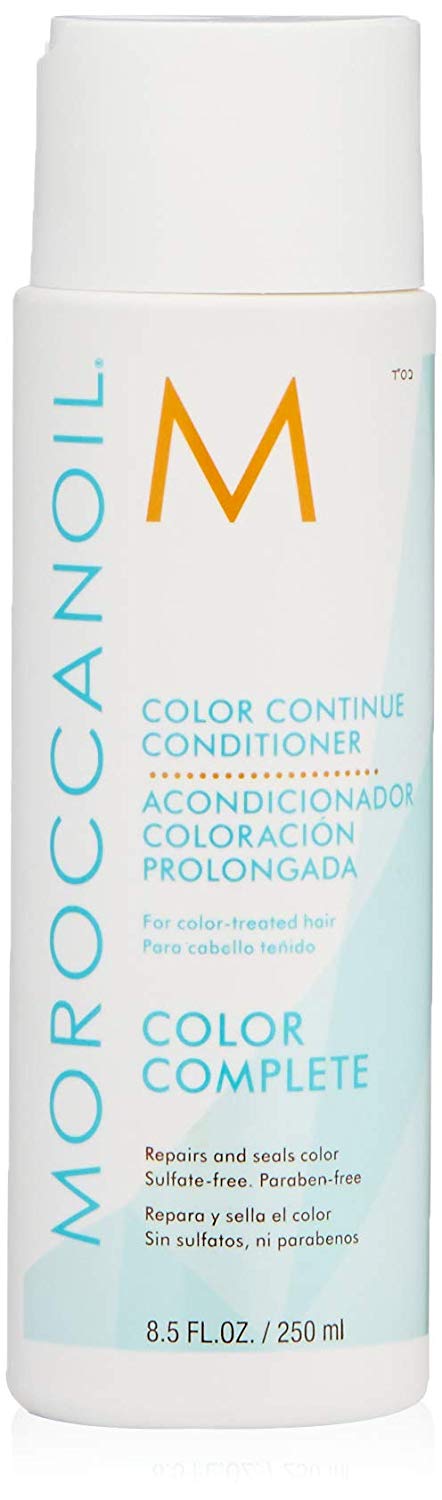 MOROCCANOIL®
M
בס"ד
COLOR CONTINUE
CONDITIONER
ACONDICIONADOR
COLORACIÓN
PROLONGADA
For color-treated hair
Para cabello teñido
COLOR
COMPLETE
Repairs and seals color
Sulfate-free. Paraben-free
Repara y sella el color
Sin sulfatos, ni parabenos
8.5 FL.OZ. / 250 ml